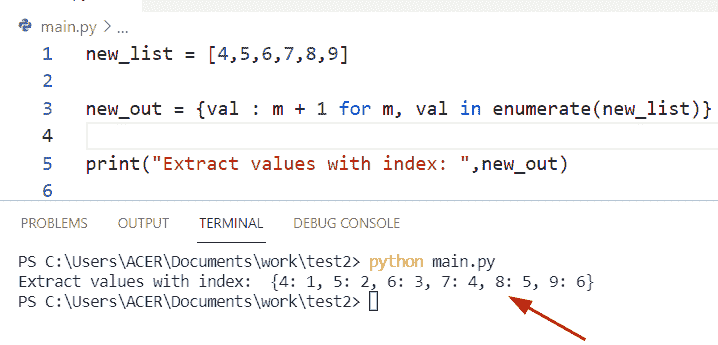 main.py > ...
1 new_list = [4,5,6,7,8,9]
2
3 new_out = {val : m + 1 for m, val in enumerate(new_list)}
4
5 print("Extract values with index: ",new_out)
6
PROBLEMS OUTPUT TERMINAL DEBUG CONSOLE
PS C:\Users\ACER\Documents\work\test2> python main.py
Extract values with index:  {4: 1, 5: 2, 6: 3, 7: 4, 8: 5, 9: 6}
PS C:\Users\ACER\Documents\work\test2>